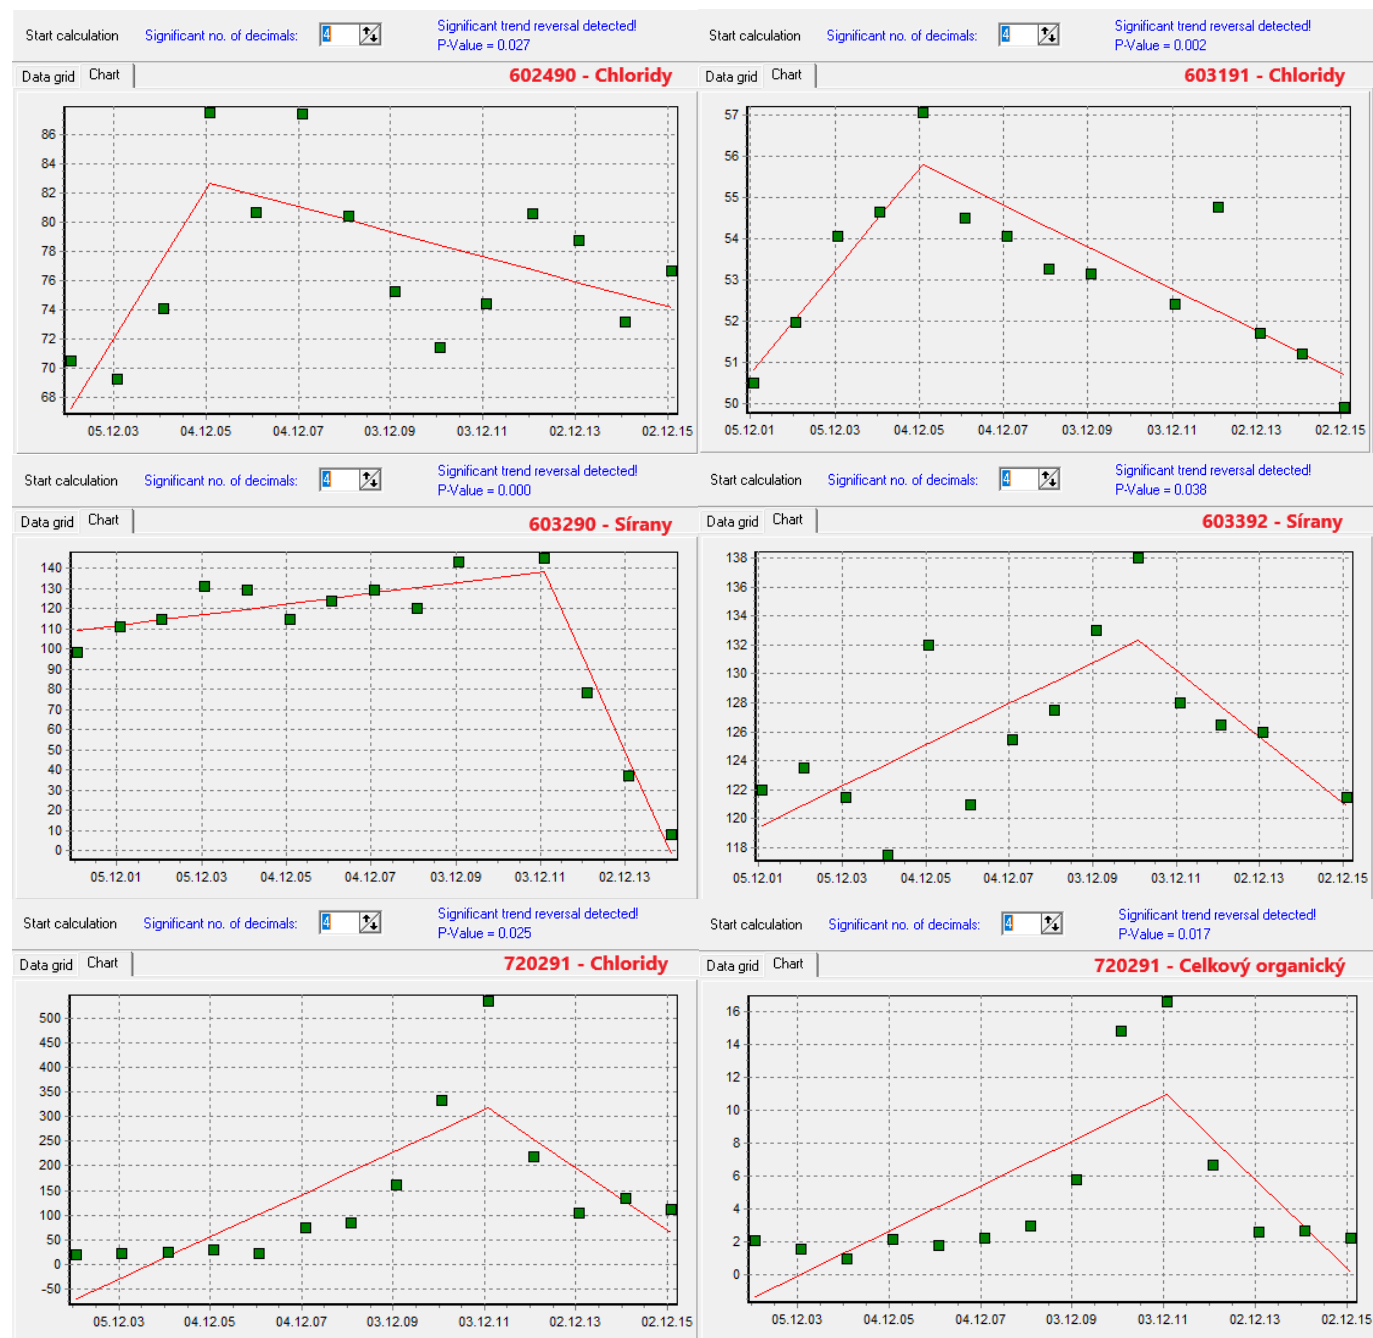 Start calculation Significant no. of decimals: 4 Significant trend reversal detected!
P-Value = 0.027
Data grid Chart 602490 - Chloridy
86
84
82
80
78
76
74
72
70
68
05.12.03 04.12.05 04.12.07 03.12.09 03.12.11 02.12.13 02.12.15
Start calculation Significant no. of decimals: 4 Significant trend reversal detected!
P-Value = 0.002
Data grid Chart 603191 - Chloridy
57
56
55
54
53
52
51
50
05.12.01 05.12.03 04.12.05 04.12.07 03.12.09 03.12.11 02.12.13 02.12.15
Start calculation Significant no. of decimals: 4 Significant trend reversal detected!
P-Value = 0.000
Data grid Chart 603290 - Sírany
140
130
120
110
100
90
80
70
60
50
40
30
20
10
0
05.12.01 05.12.03 04.12.05 04.12.07 03.12.09 03.12.11 02.12.13
Start calculation Significant no. of decimals: 4 Significant trend reversal detected!
P-Value = 0.038
Data grid Chart 603392 - Sírany
138
136
134
132
130
128
126
124
122
120
118
05.12.01 05.12.03 04.12.05 04.12.07 03.12.09 03.12.11 02.12.13 02.12.15
Start calculation Significant no. of decimals: 4 Significant trend reversal detected!
P-Value = 0.025
Data grid Chart 720291 - Chloridy
500
450
400
350
300
250
200
150
100
50
0
-50
05.12.03 04.12.05 04.12.07 03.12.09 03.12.11 02.12.13 02.12.15
Start calculation Significant no. of decimals: 4 Significant trend reversal detected!
P-Value = 0.017
Data grid Chart 720291 - Celkový organický
16
14
12
10
8
6
4
2
0
05.12.03 04.12.05 04.12.07 03.12.09 03.12.11 02.12.13 02.12.15